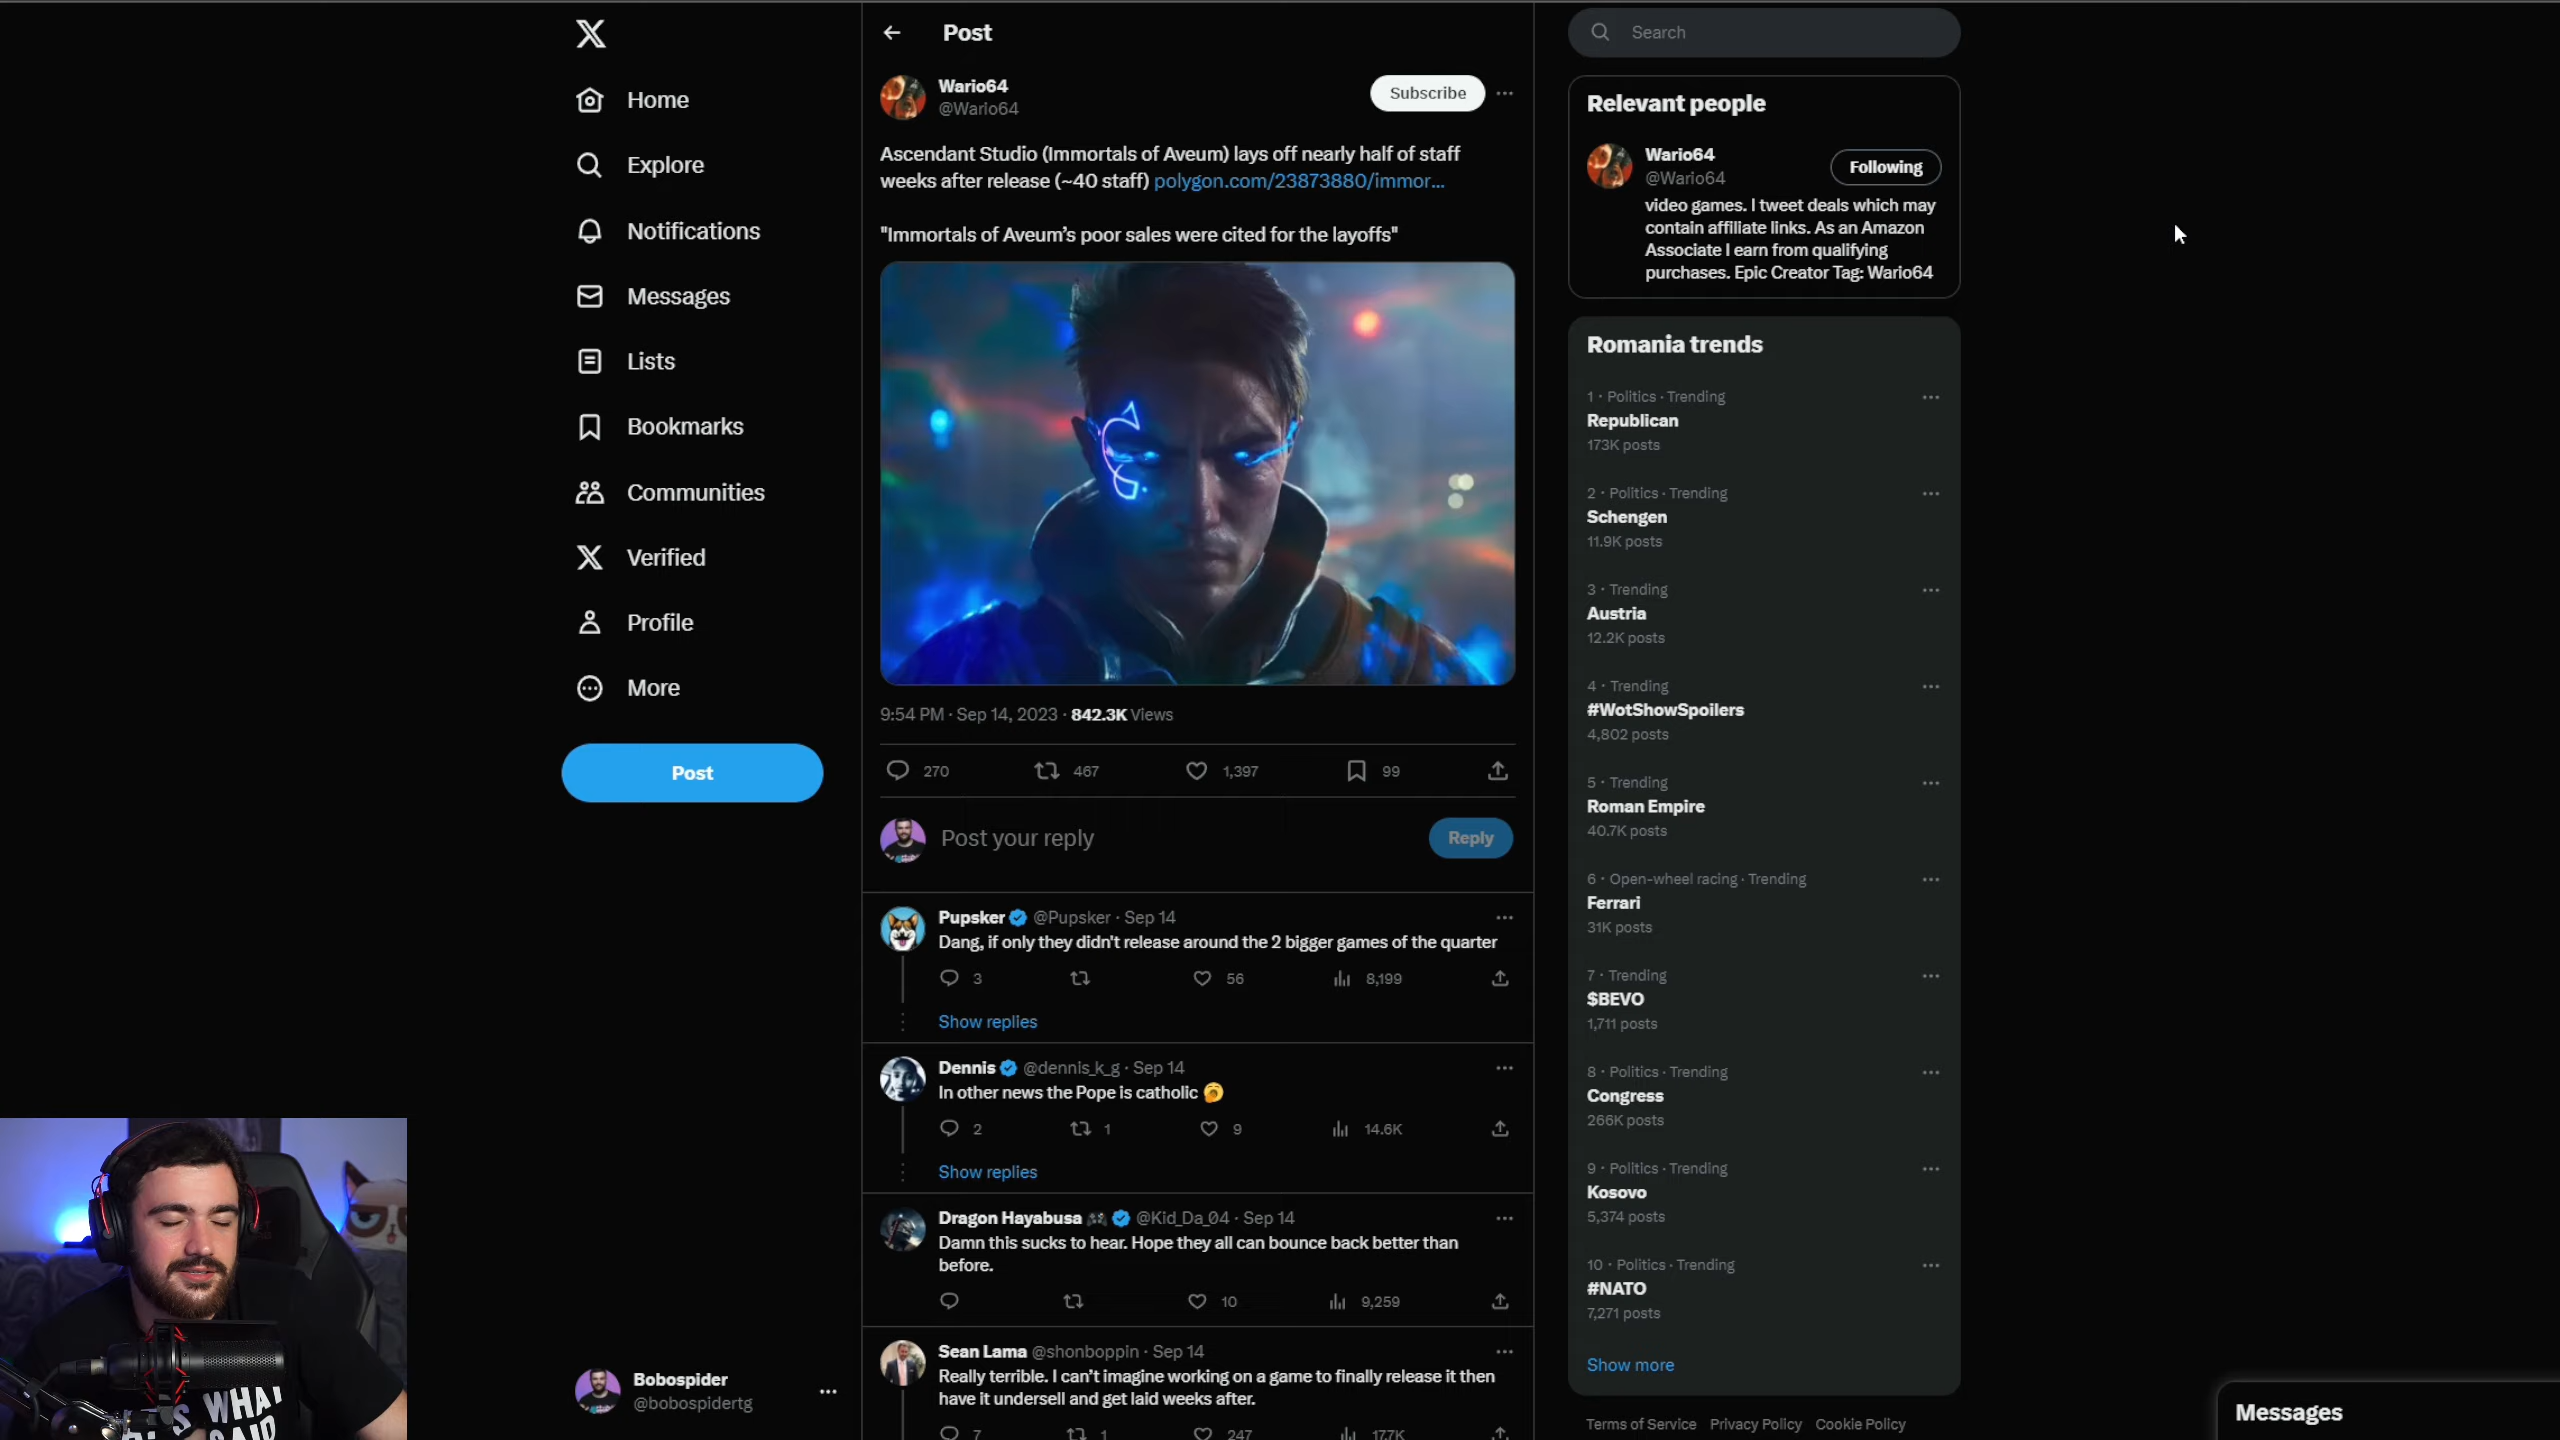 Home
Explore
Notifications
Messages
Lists
Bookmarks
Communities
Verified
Profile
More
Post
Bobospider
@bobospidertg
Post
Wario64
@Wario64
Subscribe
Ascendant Studio (Immortals of Aveum) lays off nearly half of staff
weeks after release (~40 staff) polygon.com/23873880/immor...
"Immortals of Aveum's poor sales were cited for the layoffs"
9:54 PM · Sep 14, 2023 · 842.3K Views
270 467 1,397 99
Post your reply
Reply
Pupsker @Pupsker · Sep 14
Dang, if only they didn't release around the 2 bigger games of the quarter
3 56 8,199
Show replies
Dennis @dennis_k_g · Sep 14
In other news the Pope is catholic
2 1 9 14.6K
Show replies
Dragon Hayabusa @Kid_Da_04 · Sep 14
Damn this sucks to hear. Hope they all can bounce back better than
before.
10 9,259
Sean Lama @shonboppin · Sep 14
Really terrible. I can't imagine working on a game to finally release it then
have it undersell and get laid weeks after.
7 1 247 17.7K
Search
Relevant people
Wario64
@Wario64
Following
video games. I tweet deals which may
contain affiliate links. As an Amazon
Associate I earn from qualifying
purchases. Epic Creator Tag: Wario64
Romania trends
1 · Politics · Trending
Republican
173K posts
2 · Politics · Trending
Schengen
11.9K posts
3 · Trending
Austria
12.2K posts
4 · Trending
#WotShowSpoilers
4,802 posts
5 · Trending
Roman Empire
40.7K posts
6 · Open-wheel racing · Trending
Ferrari
31K posts
7 · Trending
$BEVO
1,711 posts
8 · Politics · Trending
Congress
266K posts
9 · Politics · Trending
Kosovo
5,374 posts
10 · Politics · Trending
#NATO
7,271 posts
Show more
Terms of Service Privacy Policy Cookie Policy
Messages
WHAT
SAID